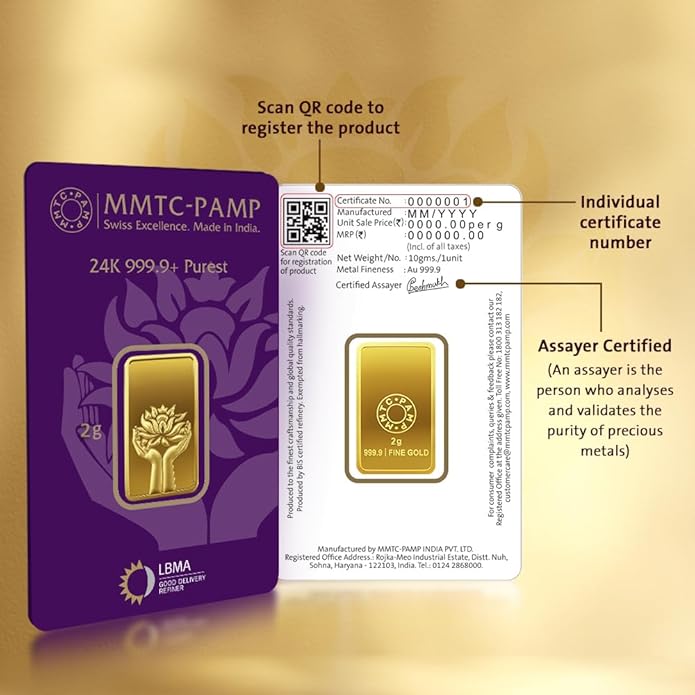 Scan QR code to
register the product
MMTC-PAMP
MMTC-PAMP
Swiss Excellence. Made in India.
24K 999.9+ Purest
2g
LBMA
GOOD DELIVERY
REFINER
Scan QR code
for registration
of product
Certificate No. :0000001
Manufactured :MM/YYYY
Unit Sale Price(₹):0000.00per g
MRP (₹) :000000.00
(Incl. of all taxes)
Net Weight/No. :10gms./1unit
Metal Fineness :Au 999.9
Certified Assayer :
Produced to the finest craftsmanship and global quality standards.
Produced by BIS certified refinery. Exempted from hallmarking.
MMTC-PAMP
2g
999.9 | FINE GOLD
For consumer complaints, queries & feedback please contact our
Registered Office at the address given. Toll Free No: 1800 313 182 182,
customercare@mmtcpamp.com, www.mmtcpamp.com
Manufactured by MMTC-PAMP INDIA PVT. LTD.
Registered Office Address.: Rojka-Meo Industrial Estate, Distt. Nuh,
Sohna, Haryana - 122103, India. Tel.: 0124 2868000.
Individual
certificate
number
Assayer Certified
(An assayer is the
person who analyses
and validates the
purity of precious
metals)